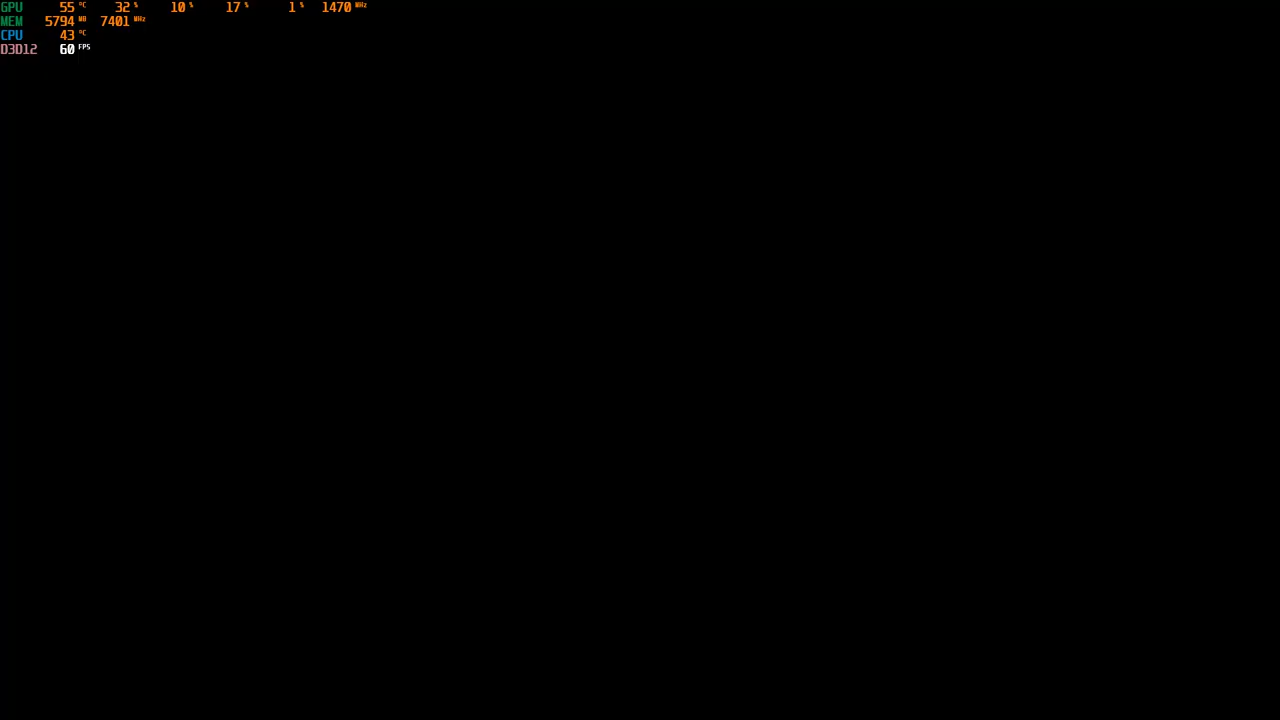 GPU 55 °C 32 % 10 % 17 % 1 % 1470 MHz
MEM 5794 MB 7401 MHz
CPU 43 °C
D3D12 60 FPS